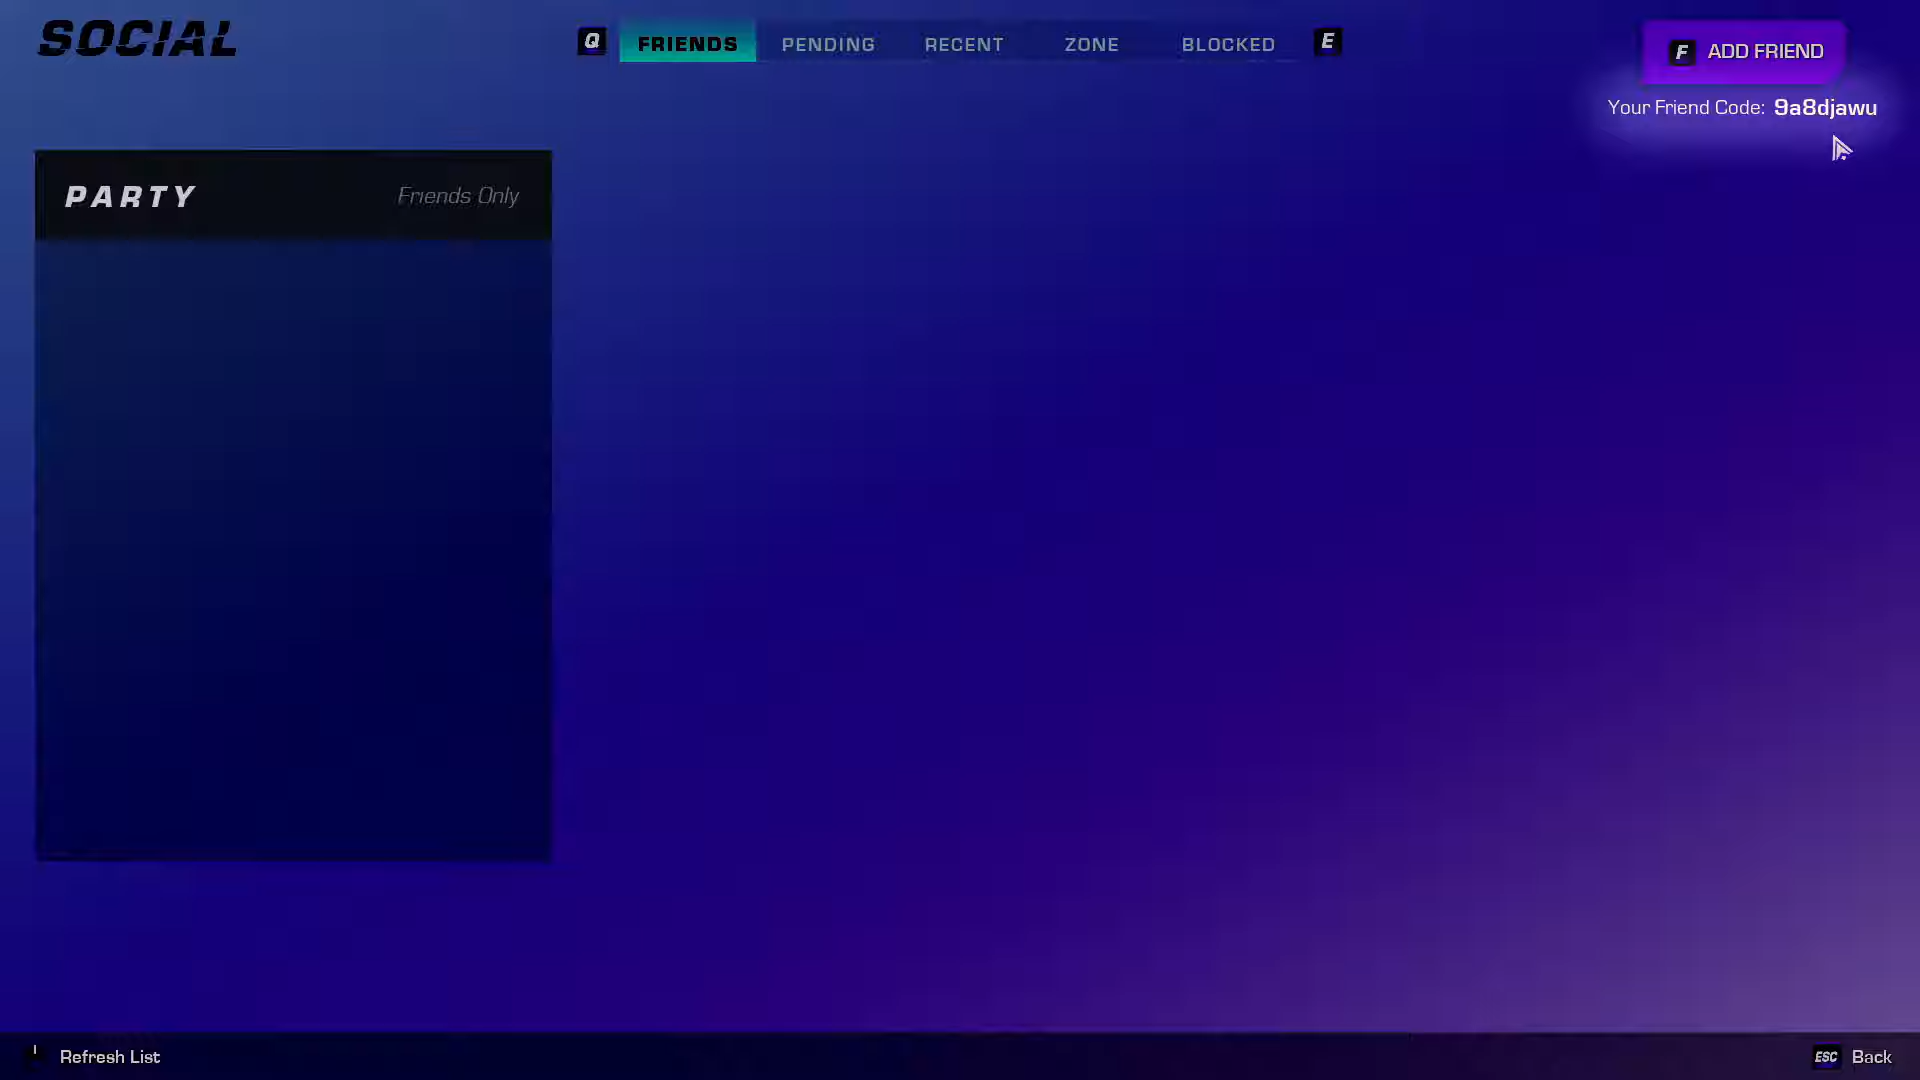 SOCIAL
Q FRIENDS PENDING RECENT ZONE BLOCKED E
F ADD FRIEND
Your Friend Code: 9a8djawu
PARTY Friends Only
Refresh List
ESC Back